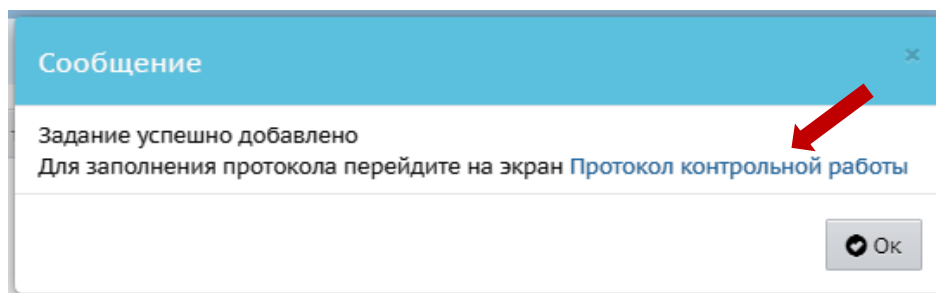 Сообщение
Задание успешно добавлено
Для заполнения протокола перейдите на экран Протокол контрольной работы
Ок